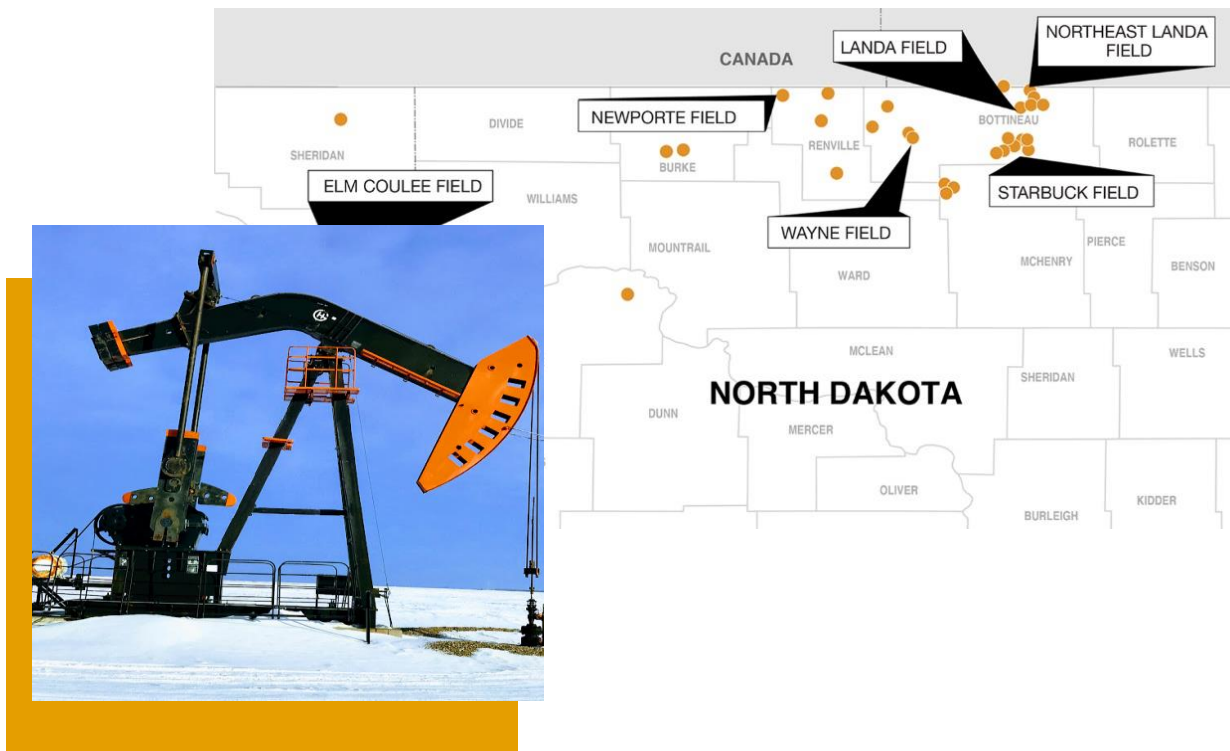 CANADA
LANDA FIELD
NORTHEAST LANDA
FIELD
NEWPORTE FIELD
DIVIDE
BOTTINEAU
SHERIDAN
BURKE
RENVILLE
ROLETTE
ELM COULEE FIELD
WILLIAMS
STARBUCK FIELD
WAYNE FIELD
MOUNTRAIL
WARD
MCHENRY
PIERCE
BENSON
MCLEAN
WELLS
SHERIDAN
NORTH DAKOTA
DUNN
MERCER
OLIVER
BURLEIGH
KIDDER